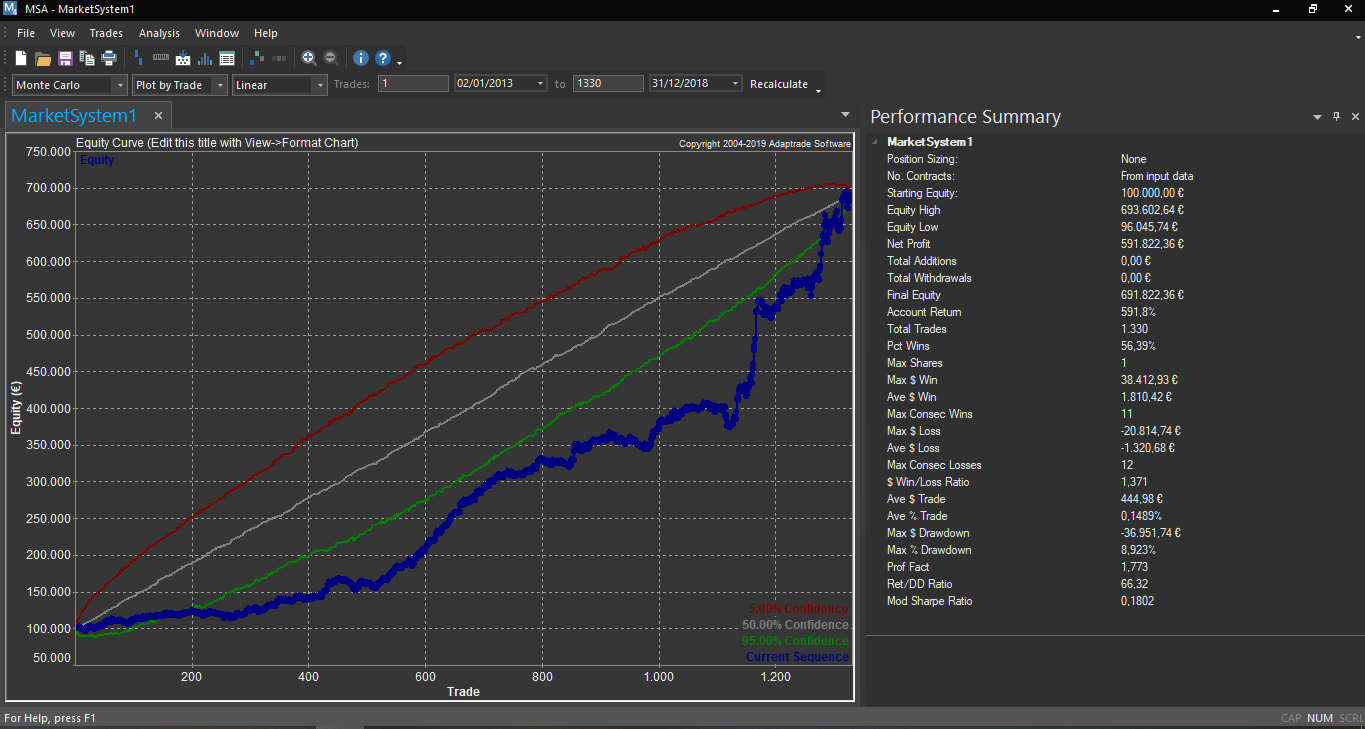 MSA - MarketSystem1
File View Trades Analysis Window Help
Monte Carlo Plot by Trade Linear Trades: 1 02/01/2013 to 1330 31/12/2018 Recalculate
MarketSystem1
Equity Curve (Edit this title with View->Format Chart)
Copyright 2004-2019 Adaptrade Software
Equity
750.000
700.000
650.000
600.000
550.000
500.000
450.000
400.000
350.000
300.000
250.000
200.000
150.000
100.000
50.000
Equity (€)
5.00% Confidence
50.00% Confidence
95.00% Confidence
Current Sequence
200 400 600 800 1.000 1.200
Trade
Performance Summary
MarketSystem1
Position Sizing: None
No. Contracts: From input data
Starting Equity: 100.000,00 €
Equity High 693.602,64 €
Equity Low 96.045,74 €
Net Profit 591.822,36 €
Total Additions 0,00 €
Total Withdrawals 0,00 €
Final Equity 691.822,36 €
Account Return 591,8%
Total Trades 1.330
Pct Wins 56,39%
Max Shares 1
Max $ Win 38.412,93 €
Ave $ Win 1.810,42 €
Max Consec Wins 11
Max $ Loss -20.814,74 €
Ave $ Loss -1.320,68 €
Max Consec Losses 12
$ Win/Loss Ratio 1,371
Ave $ Trade 444,98 €
Ave % Trade 0,1489%
Max $ Drawdown -36.951,74 €
Max % Drawdown 8,923%
Prof Fact 1,773
Ret/DD Ratio 66,32
Mod Sharpe Ratio 0,1802
For Help, press F1
CAP NUM SCRL